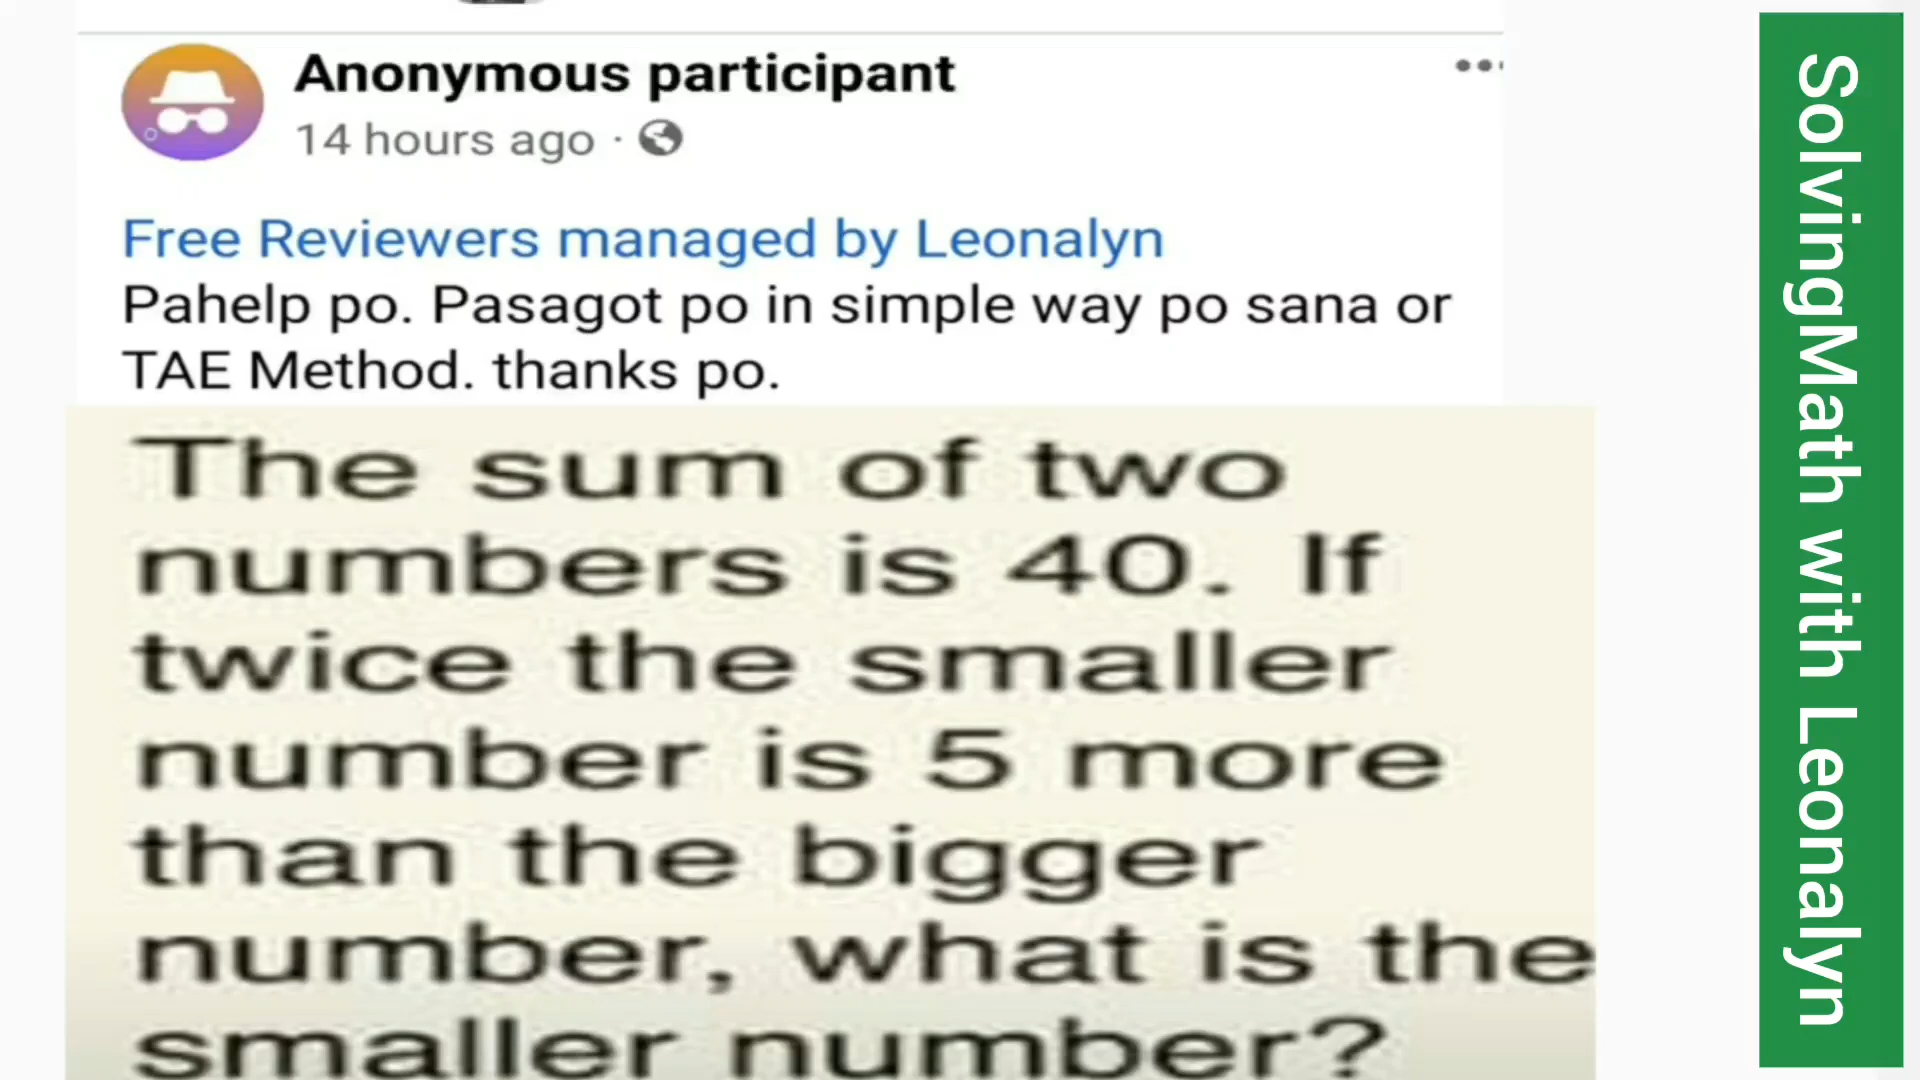 Anonymous participant
14 hours ago ·
Free Reviewers managed by Leonalyn
Pahelp po. Pasagot po in simple way po sana or
TAE Method. thanks po.
The sum of two
numbers is 40. If
twice the smaller
number is 5 more
than the bigger
number, what is the
smaller number?
SolvingMath with Leonalyn